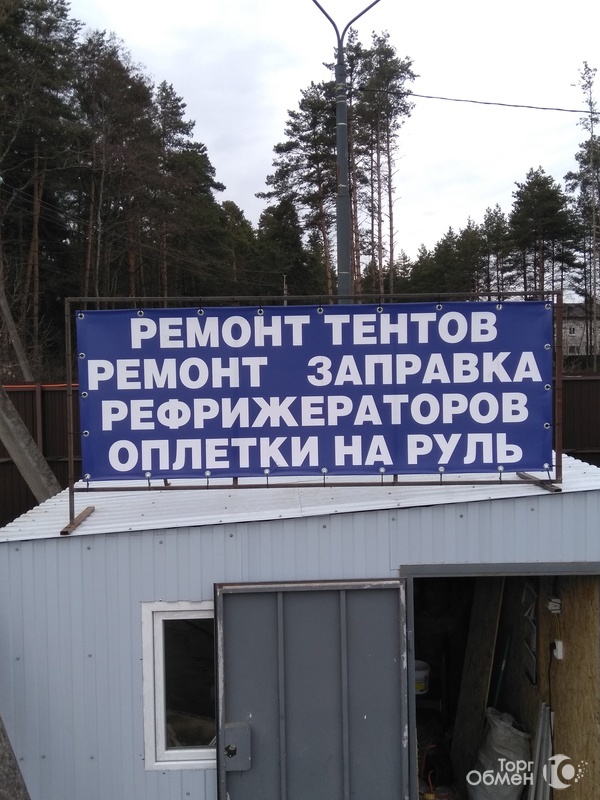 РЕМОНТ ТЕНТОВ
РЕМОНТ ЗАПРАВКА
РЕФРИЖЕРАТОРОВ
ОПЛЕТКИ НА РУЛЬ
Торг
Обмен